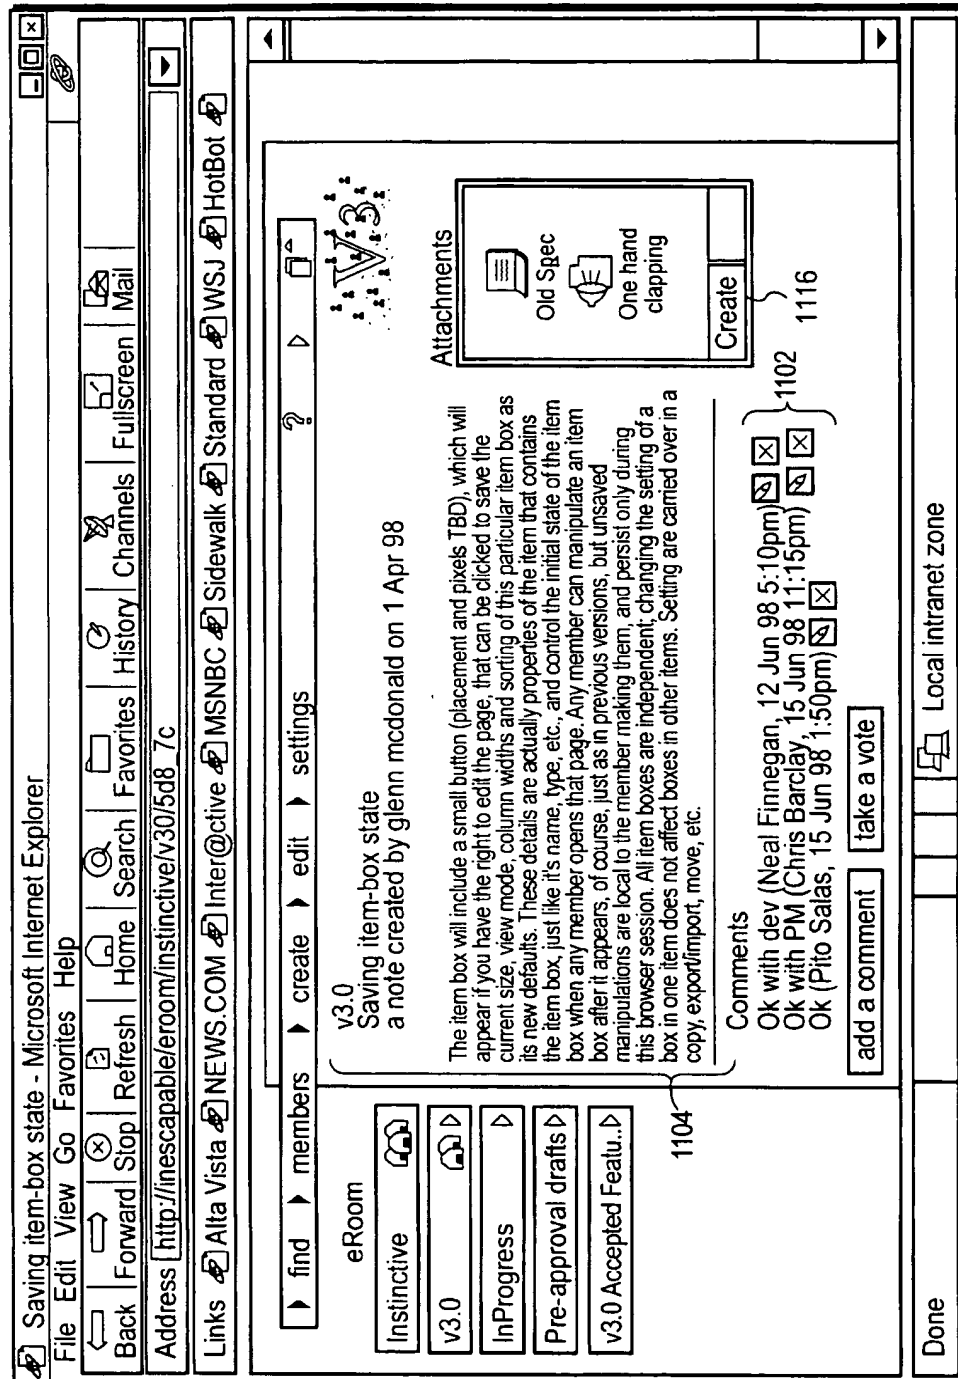 Saving item-box state - Microsoft Internet Explorer
File Edit View Go Favorites Help
Back Forward Stop Refresh Home Search Favorites History Channels Fullscreen Mail
Address http://inescapable/eroom/instinctive/v30/5d8_7c
Links Alta Vista NEWS.COM Inter@ctive MSNBC Sidewalk Standard WSJ HotBot
find members create edit settings ?
eRoom
Instinctive
v3.0
InProgress
Pre-approval drafts
v3.0 Accepted Featu..
1104
v3.0
Saving item-box state
a note created by glenn mcdonald on 1 Apr 98
V3
The item box will include a small button (placement and pixels TBD), which will
appear if you have the right to edit the page, that can be clicked to save the
current size, view mode, column widths and sorting of this particular item box as
its new defaults. These details are actually properties of the item that contains
the item box, just like it's name, type, etc., and control the initial state of the item
box when any member opens that page. Any member can manipulate an item
box after it appears, of course, just as in previous versions, but unsaved
manipulations are local to the member making them, and persist only during
this browser session. All item boxes are independent; changing the setting of a
box in one item does not affect boxes in other items. Setting are carried over in a
copy, export/import, move, etc.
Attachments
Old Spec
One hand
clapping
Create
1116
Comments
Ok with dev (Neal Finnegan, 12 Jun 98 5:10pm)
Ok with PM (Chris Barclay, 15 Jun 98 11:15pm)
Ok (Pito Salas, 15 Jun 98 1:50pm)
1102
add a comment take a vote
Done Local intranet zone